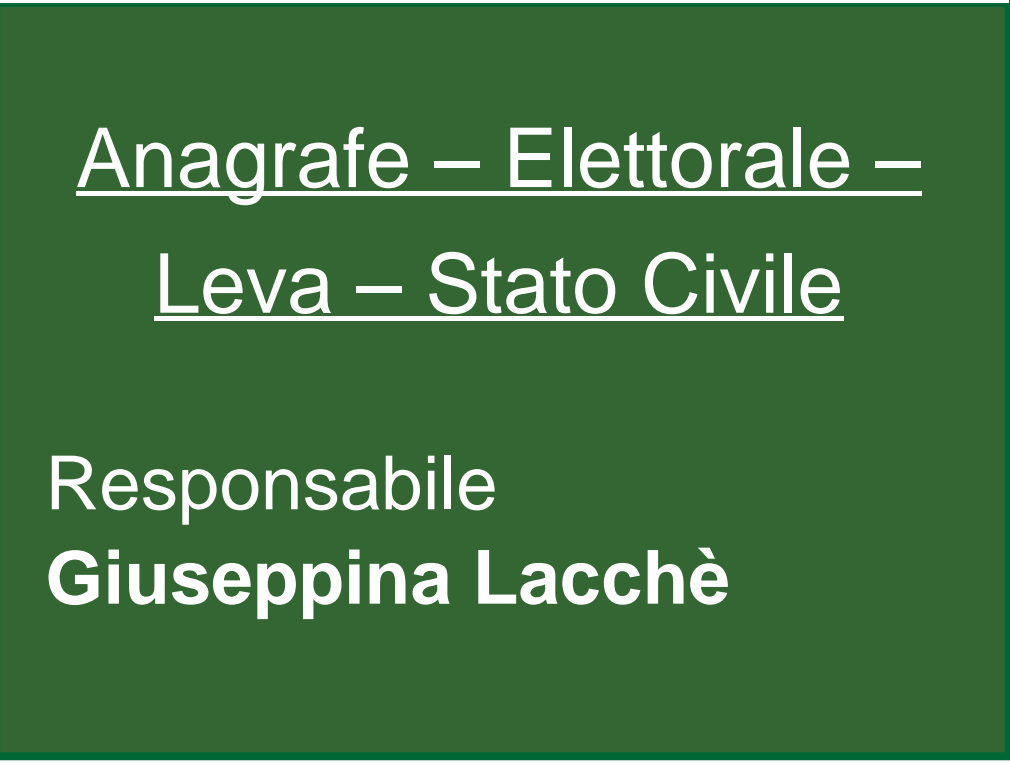 Anagrafe – Elettorale –
Leva – Stato Civile
Responsabile
Giuseppina Lacchè